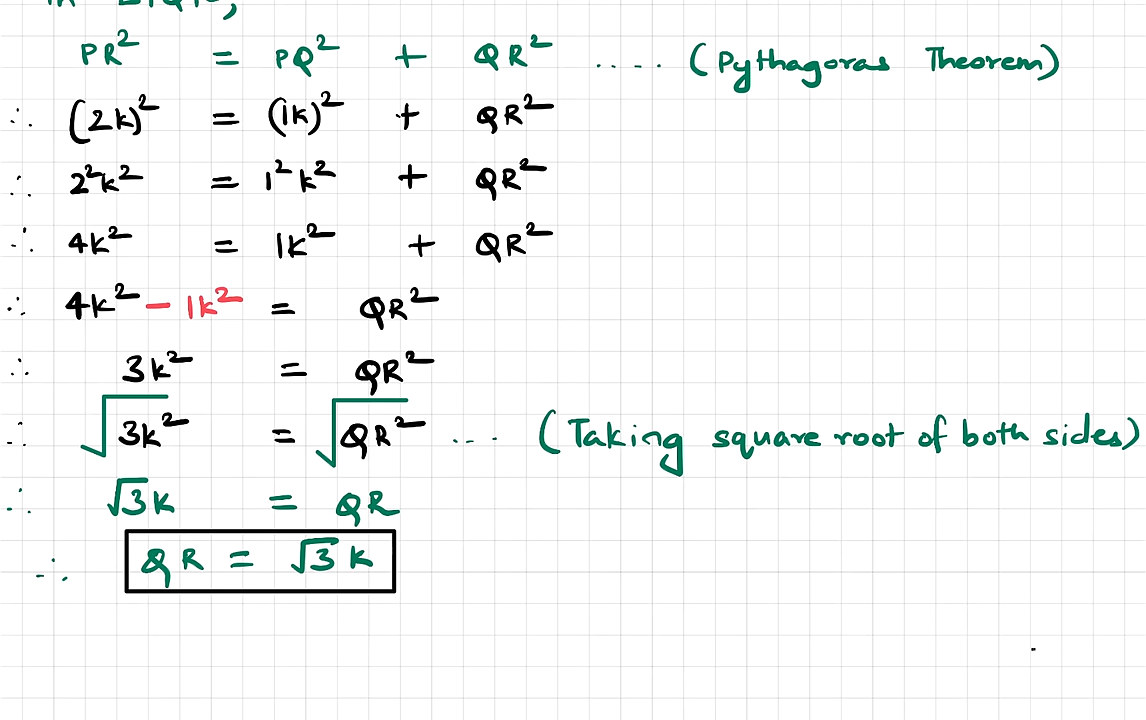 PR² = PQ² + QR² .... (Pythagoras Theorem)
∴ (2k)² = (1k)² + QR²
∴ 2²k² = 1²k² + QR²
∴ 4k² = 1k² + QR²
∴ 4k² - 1k² = QR²
∴ 3k² = QR²
∴ √3k² = √QR² .... (Taking square root of both sides)
∴ √3k = QR
∴ QR = √3 k